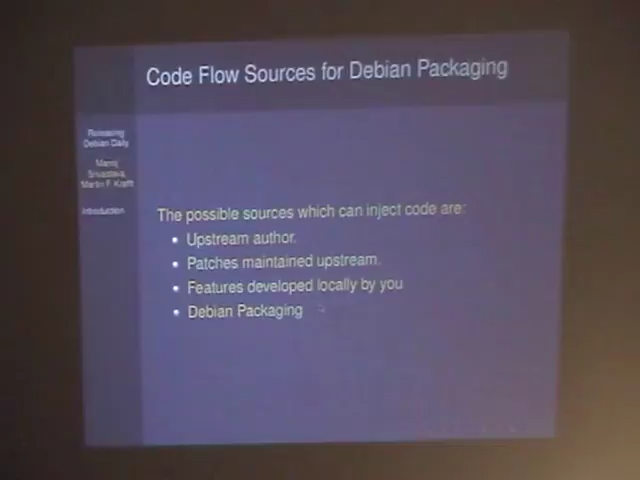 Code Flow Sources for Debian Packaging
Releasing
Debian Daily
Manoj
Srivastava,
Martin F. Krafft
Introduction
The possible sources which can inject code are:
• Upstream author.
• Patches maintained upstream.
• Features developed locally by you
• Debian Packaging